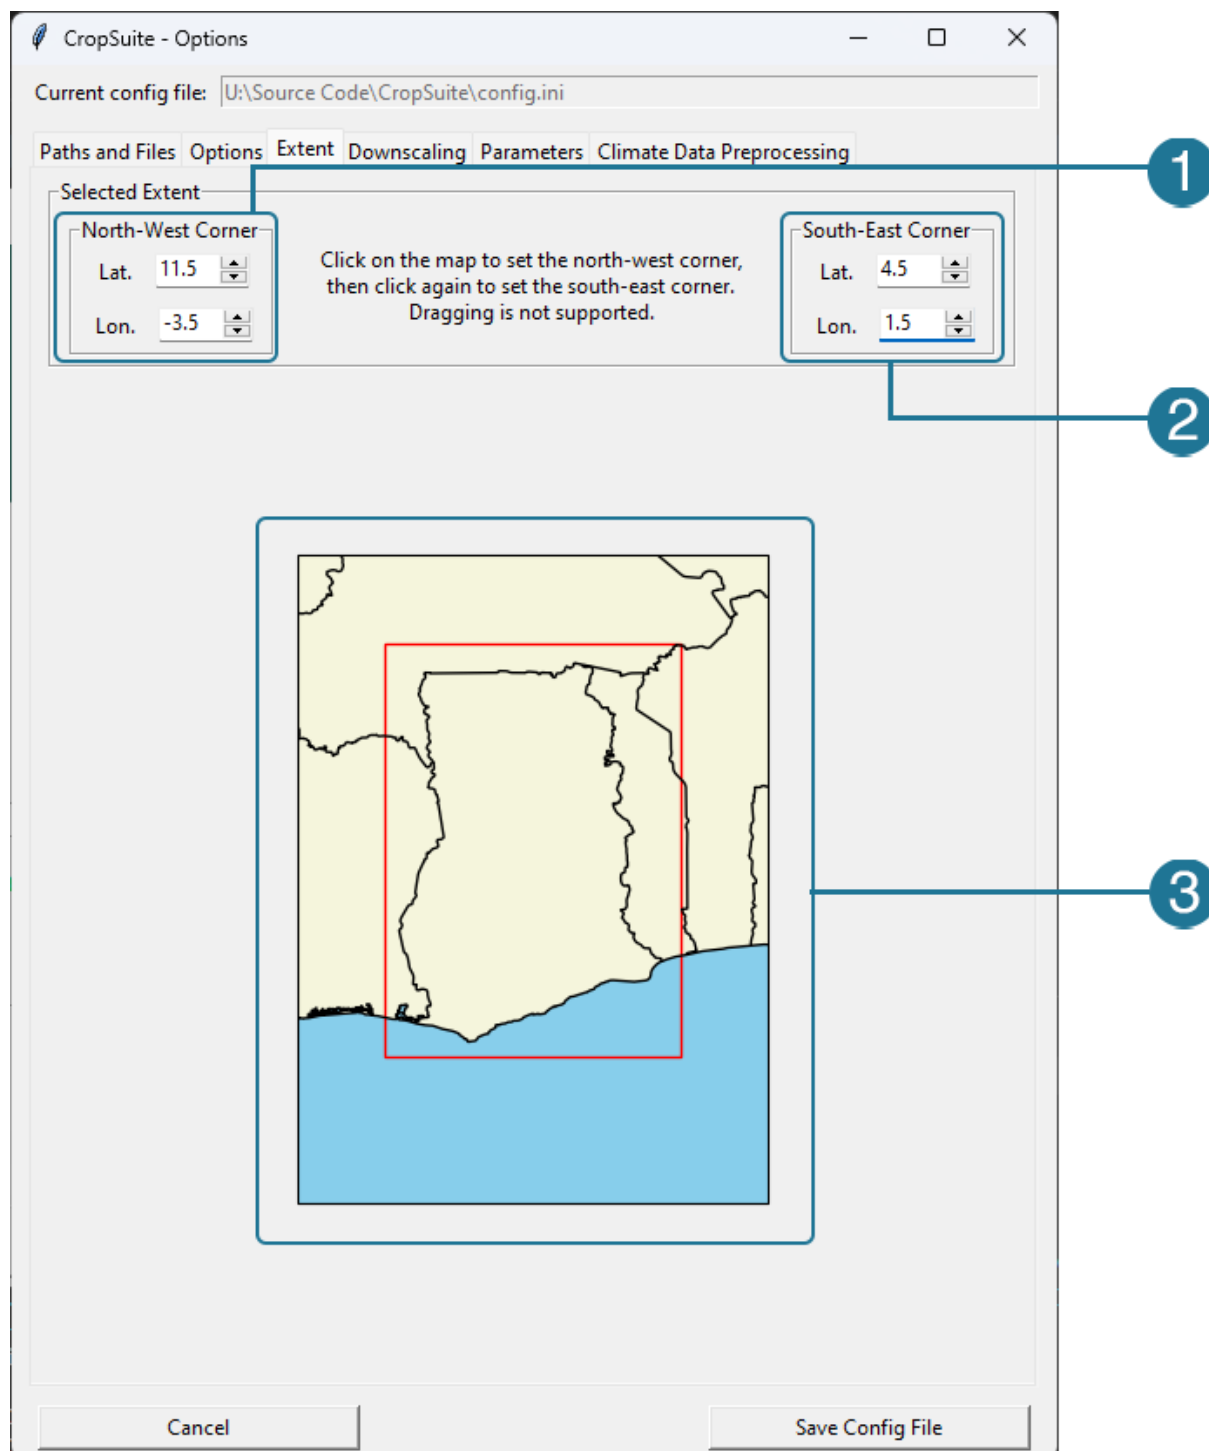 CropSuite - Options
Current config file: U:\Source Code\CropSuite\config.ini
Paths and Files Options Extent Downscaling Parameters Climate Data Preprocessing
1
Selected Extent
North-West Corner
Lat. 11.5
Lon. -3.5
Click on the map to set the north-west corner,
then click again to set the south-east corner.
Dragging is not supported.
South-East Corner
Lat. 4.5
Lon. 1.5
2
3
Cancel
Save Config File